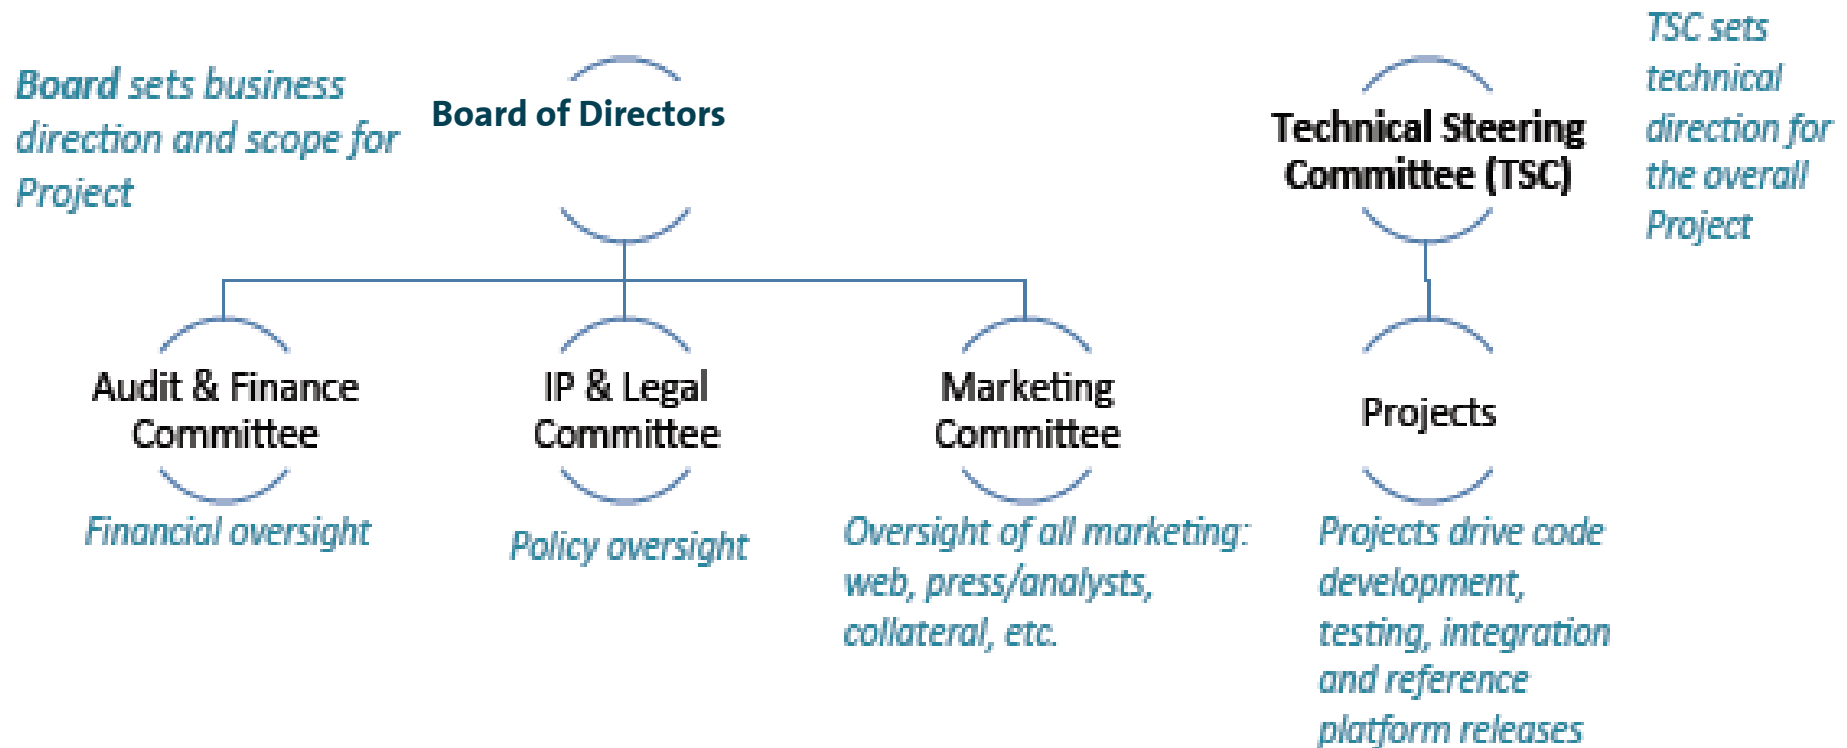 Board sets business
direction and scope for
Project
Board of Directors
Technical Steering
Committee (TSC)
TSC sets
technical
direction for
the overall
Project
Audit & Finance
Committee
Financial oversight
IP & Legal
Committee
Policy oversight
Marketing
Committee
Oversight of all marketing:
web, press/analysts,
collateral, etc.
Projects
Projects drive code
development,
testing, integration
and reference
platform releases